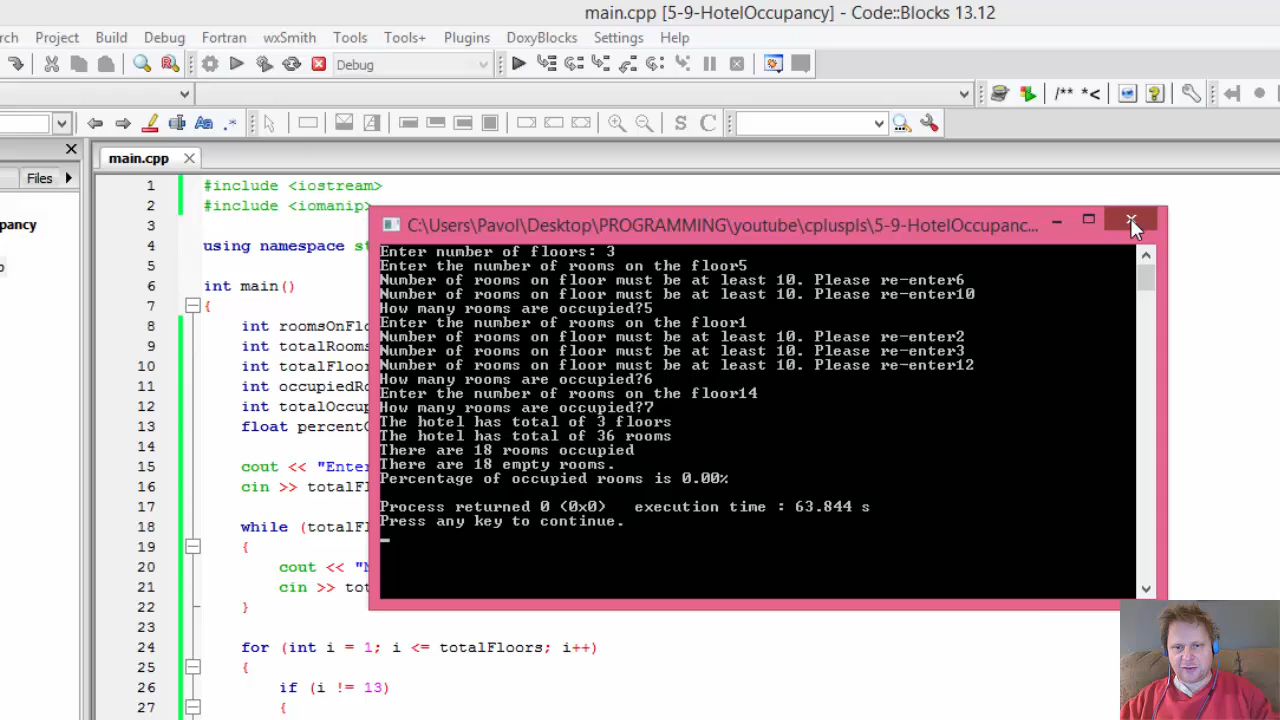 main.cpp [5-9-HotelOccupancy] - Code::Blocks 13.12
rch Project Build Debug Fortran wxSmith Tools Tools+ Plugins DoxyBlocks Settings Help
Debug
/** *<
S C
main.cpp
Files
upancy
1 #include <iostream>
2 #include <iomanip>
3
4 using namespace st
5
6 int main()
7 {
8 int roomsOnFlo
9 int totalRooms
10 int totalFloor
11 int occupiedRo
12 int totalOccup
13 float percentO
14
15 cout << "Enter
16 cin >> totalFl
17
18 while (totalFl
19 {
20 cout << "N
21 cin >> tot
22 }
23
24 for (int i = 1; i <= totalFloors; i++)
25 {
26 if (i != 13)
27 {
C:\Users\Pavol\Desktop\PROGRAMMING\youtube\cpluspls\5-9-HotelOccupanc...
Enter number of floors: 3
Enter the number of rooms on the floor5
Number of rooms on floor must be at least 10. Please re-enter6
Number of rooms on floor must be at least 10. Please re-enter10
How many rooms are occupied?5
Enter the number of rooms on the floor1
Number of rooms on floor must be at least 10. Please re-enter2
Number of rooms on floor must be at least 10. Please re-enter3
Number of rooms on floor must be at least 10. Please re-enter12
How many rooms are occupied?6
Enter the number of rooms on the floor14
How many rooms are occupied?7
The hotel has total of 3 floors
The hotel has total of 36 rooms
There are 18 rooms occupied
There are 18 empty rooms.
Percentage of occupied rooms is 0.00%
Process returned 0 (0x0) execution time : 63.844 s
Press any key to continue.